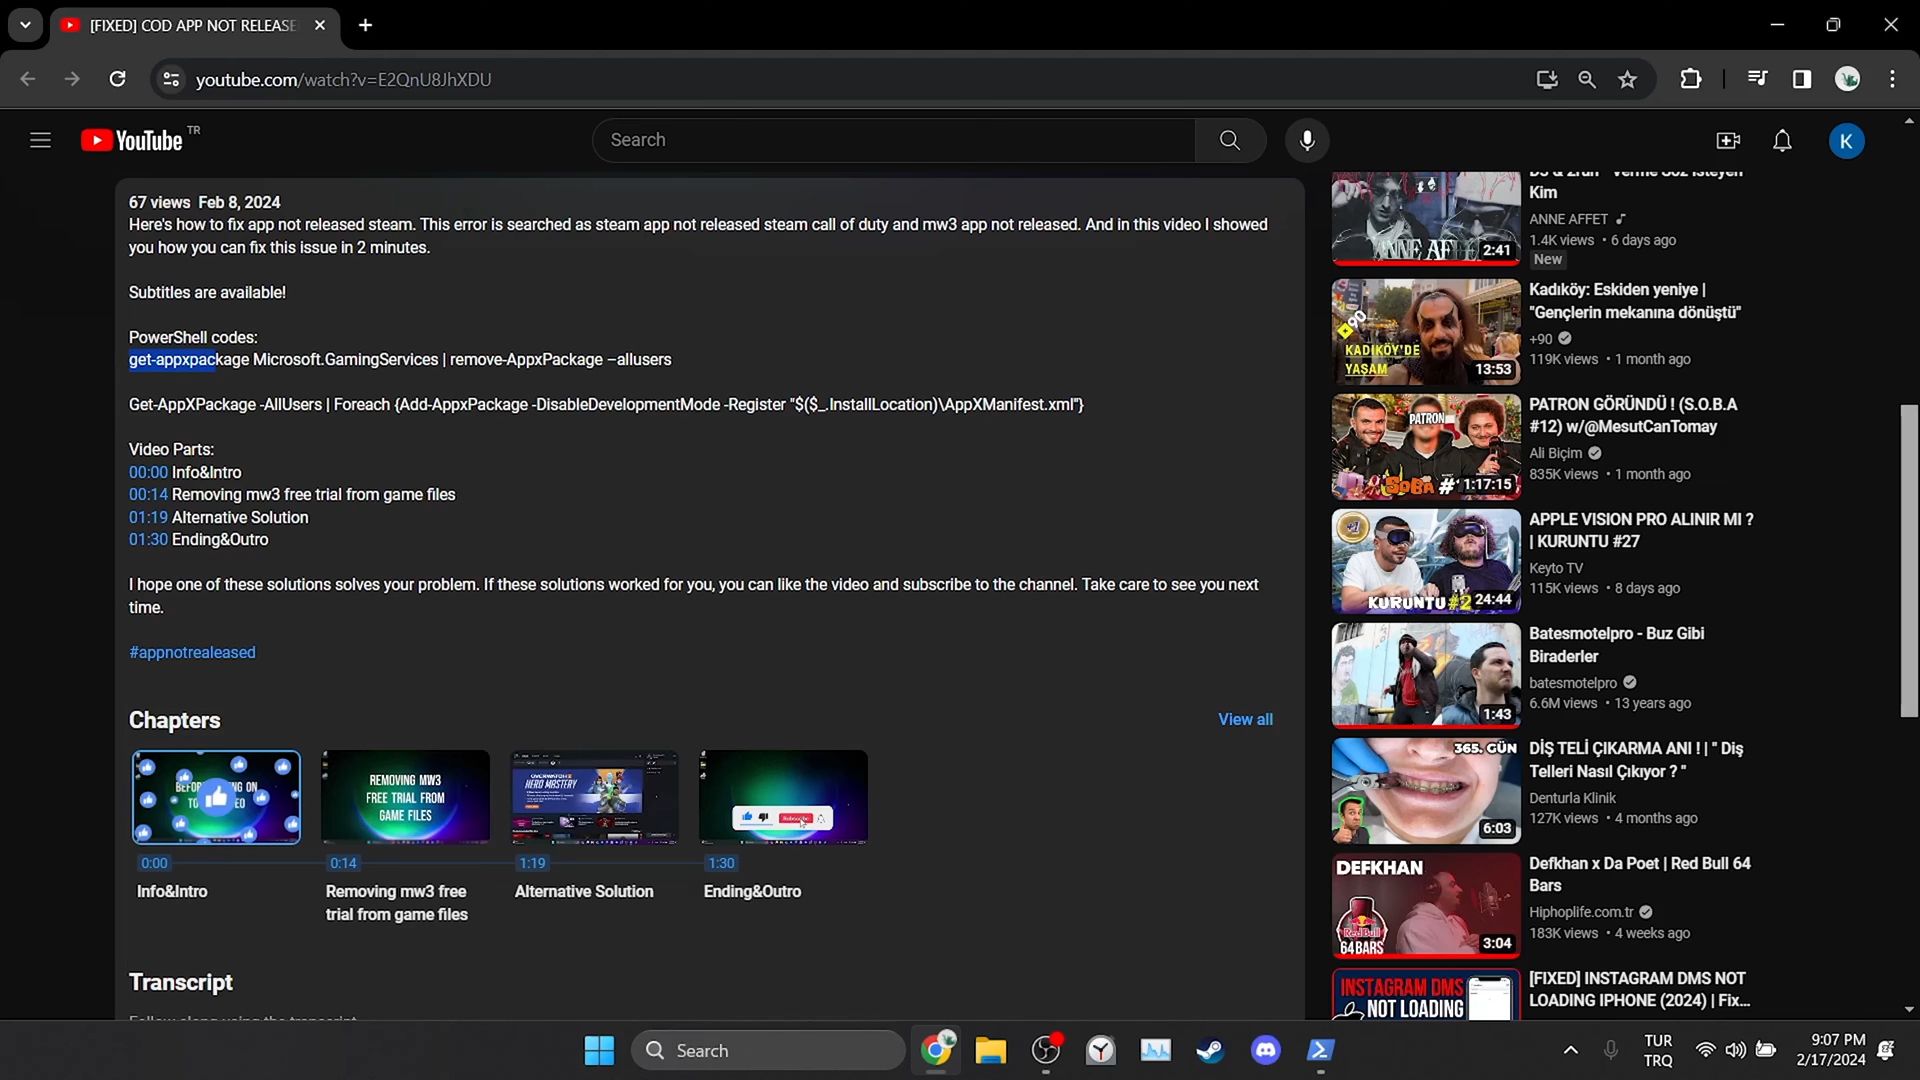 [FIXED] COD APP NOT RELEASE
youtube.com/watch?v=E2QnU8JhXDU
YouTube TR
Search
K
67 views Feb 8, 2024
Here's how to fix app not released steam. This error is searched as steam app not released steam call of duty and mw3 app not released. And in this video I showed
you how you can fix this issue in 2 minutes.
Subtitles are available!
PowerShell codes:
get-appxpackage Microsoft.GamingServices | remove-AppxPackage –allusers
Get-AppXPackage -AllUsers | Foreach {Add-AppxPackage -DisableDevelopmentMode -Register "$($_.InstallLocation)\AppXManifest.xml"}
Video Parts:
00:00 Info&Intro
00:14 Removing mw3 free trial from game files
01:19 Alternative Solution
01:30 Ending&Outro
I hope one of these solutions solves your problem. If these solutions worked for you, you can like the video and subscribe to the channel. Take care to see you next
time.
#appnotrealeased
Chapters
View all
REMOVING MW3
FREE TRIAL FROM
GAME FILES
OVERWATCH 2
HERO MASTERY
Subscribe
0:00
0:14
1:19
1:30
Info&Intro
Removing mw3 free
trial from game files
Alternative Solution
Ending&Outro
Transcript
Follow along using the transcript.
Kim
ANNE AFFET
1.4K views • 6 days ago
New
2:41
Kadıköy: Eskiden yeniye |
"Gençlerin mekanına dönüştü"
+90
119K views • 1 month ago
+90
KADIKÖY'DE
YAŞAM
13:53
PATRON GÖRÜNDÜ ! (S.O.B.A
#12) w/@MesutCanTomay
Ali Biçim
835K views • 1 month ago
PATRON
SOBA #1
1:17:15
APPLE VISION PRO ALINIR MI ?
| KURUNTU #27
Keyto TV
115K views • 8 days ago
KURUNTU#2
24:44
Batesmotelpro - Buz Gibi
Biraderler
batesmotelpro
6.6M views • 13 years ago
1:43
DİŞ TELİ ÇIKARMA ANI ! | " Diş
Telleri Nasıl Çıkıyor ? "
Denturla Klinik
127K views • 4 months ago
365. GÜN
6:03
Defkhan x Da Poet | Red Bull 64
Bars
Hiphoplife.com.tr
183K views • 4 weeks ago
DEFKHAN
RedBull
64BARS
3:04
[FIXED] INSTAGRAM DMS NOT
LOADING IPHONE (2024) | Fix...
INSTAGRAM DMS
NOT LOADING
Search
TUR
TRQ
9:07 PM
2/17/2024